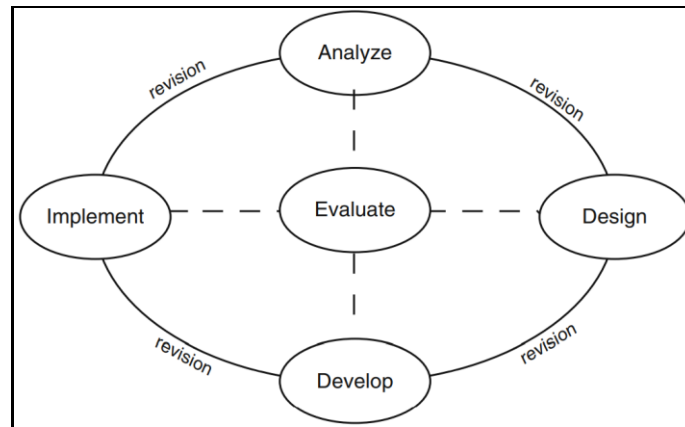 Analyze
revision
revision
Implement
Evaluate
Design
revision
revision
Develop